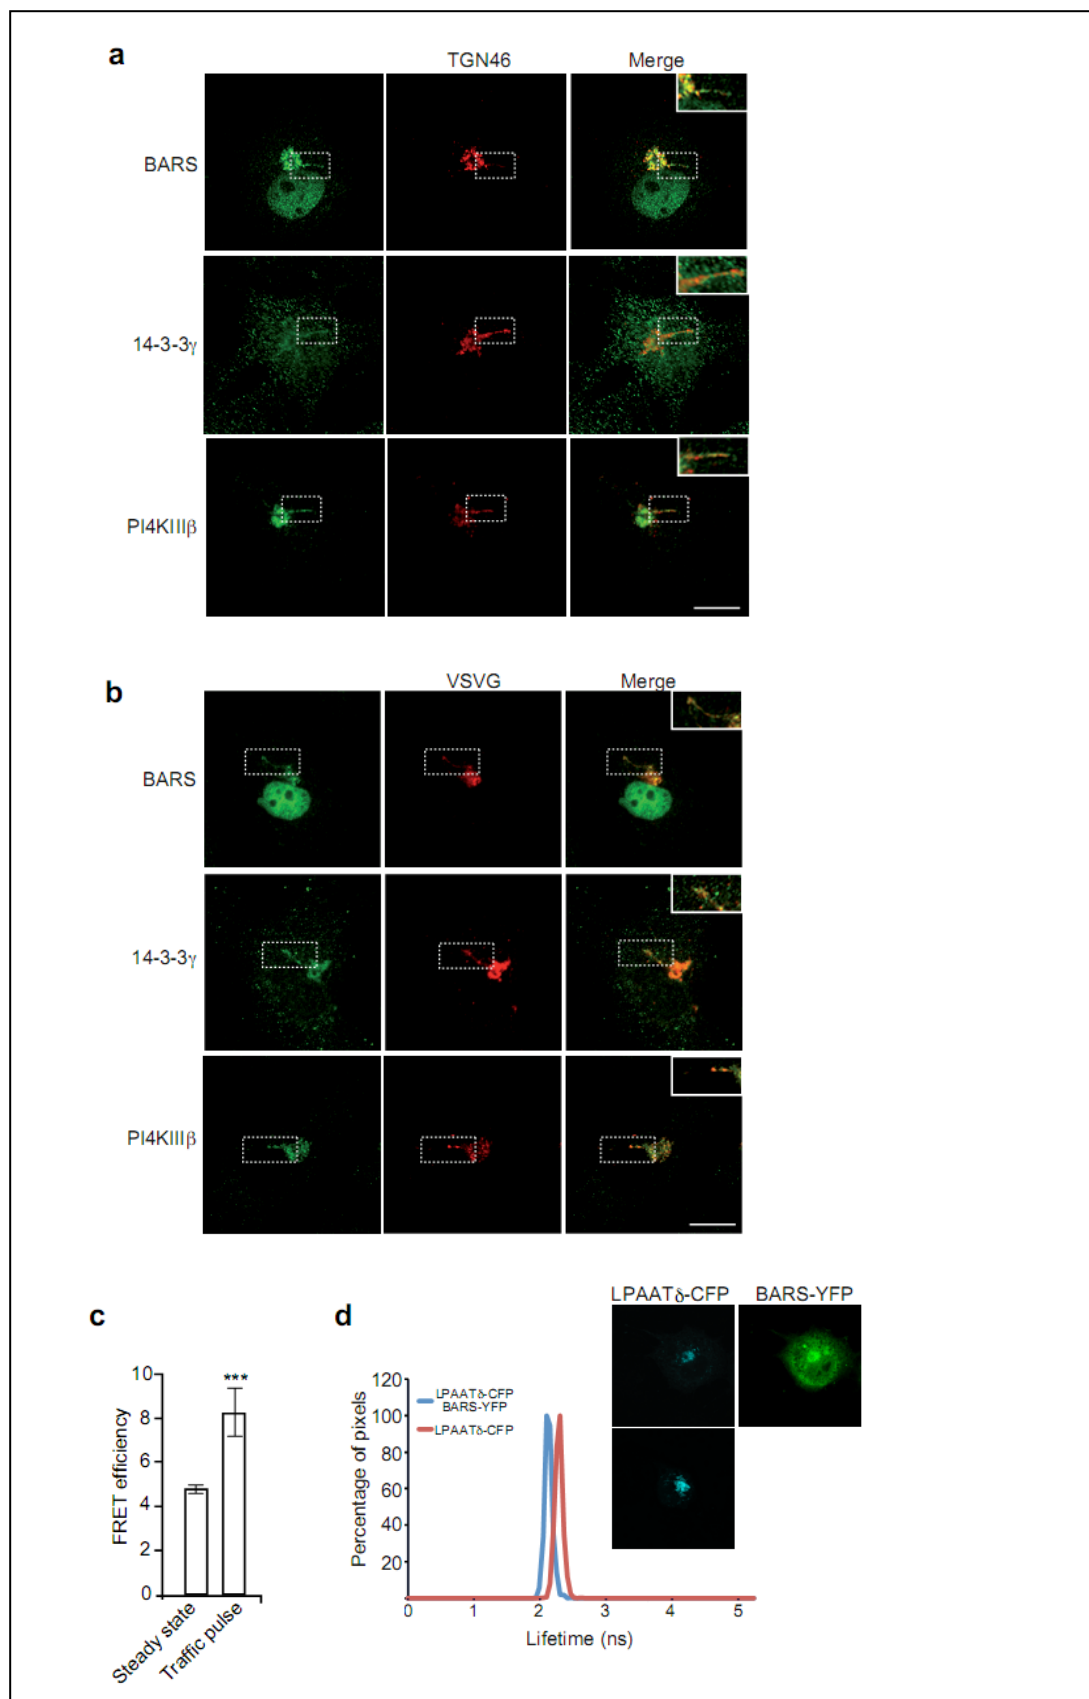 a
TGN46 Merge
BARS
14-3-3γ
PI4KIIIβ
b
VSVG Merge
BARS
14-3-3γ
PI4KIIIβ
c
FRET efficiency
10
8
6
4
2
0
***
Steady state
Traffic pulse
d
LPAATδ-CFP BARS-YFP
Percentage of pixels
120
100
80
60
40
20
LPAATδ-CFP
BARS-YFP
LPAATδ-CFP
0 1 2 3 4 5
Lifetime (ns)